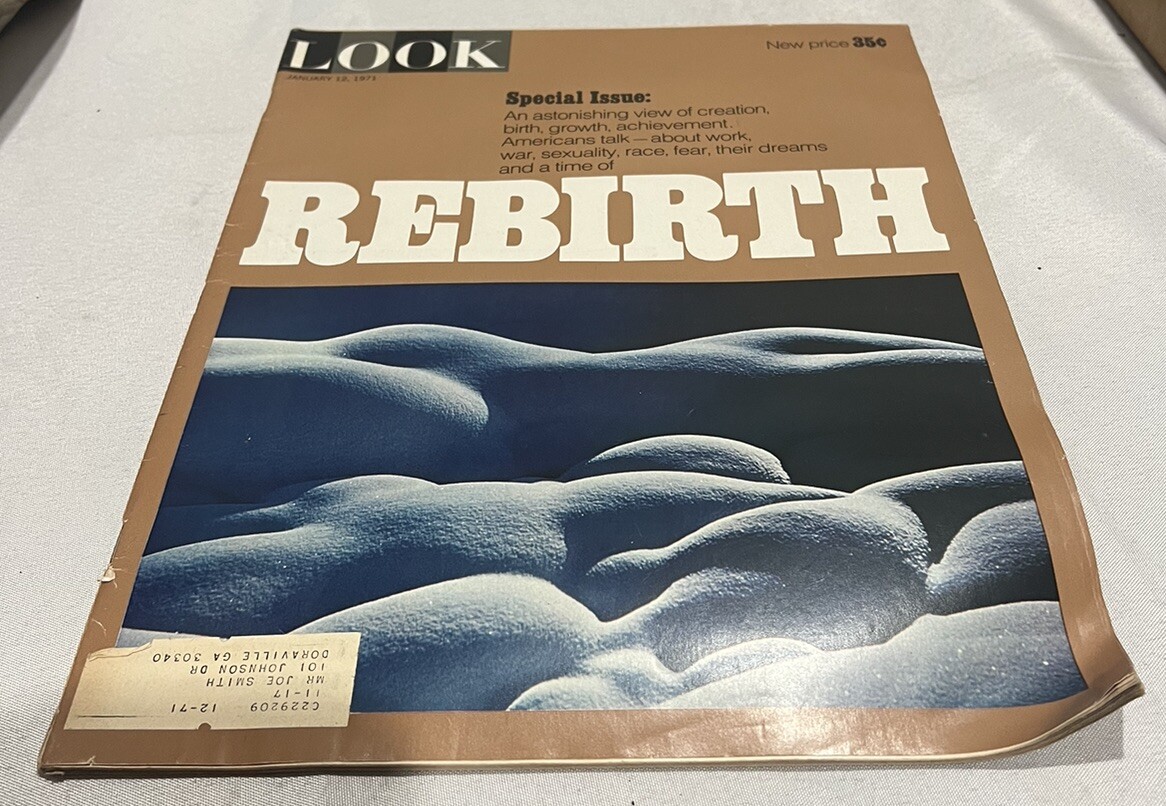 LOOK
New price 35¢
JANUARY 12, 1971
Special Issue:
An astonishing view of creation,
birth, growth, achievement.
Americans talk—about work,
war, sexuality, race, fear, their dreams
and a time of
REBIRTH
C229209 12-71
11-17
MR JOE SMITH
101 JOHNSON DR
DORAVILLE GA 30340